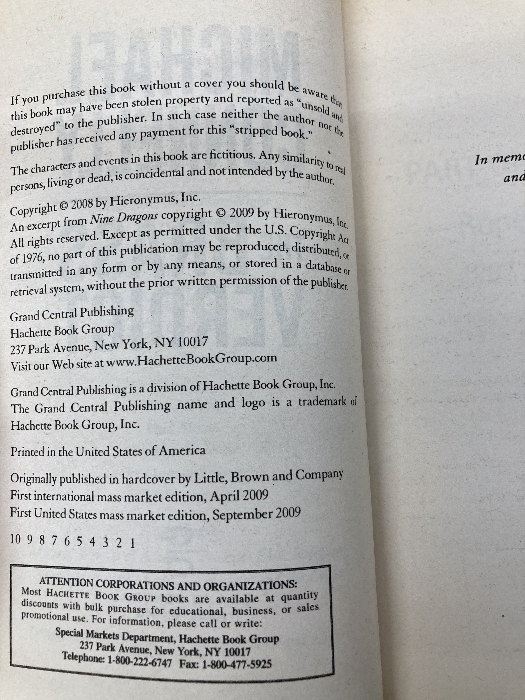 If you purchase this book without a cover you should be aware that
this book may have been stolen property and reported as "unsold and
destroyed" to the publisher. In such case neither the author nor the
publisher has received any payment for this "stripped book."
The characters and events in this book are fictitious. Any similarity to real
persons, living or dead, is coincidental and not intended by the author.
Copyright © 2008 by Hieronymus, Inc.
An excerpt from Nine Dragons copyright © 2009 by Hieronymus, Inc.
All rights reserved. Except as permitted under the U.S. Copyright Act
of 1976, no part of this publication may be reproduced, distributed, or
transmitted in any form or by any means, or stored in a database or
retrieval system, without the prior written permission of the publisher.
Grand Central Publishing
Hachette Book Group
237 Park Avenue, New York, NY 10017
Visit our Web site at www.HachetteBookGroup.com
Grand Central Publishing is a division of Hachette Book Group, Inc.
The Grand Central Publishing name and logo is a trademark of
Hachette Book Group, Inc.
Printed in the United States of America
Originally published in hardcover by Little, Brown and Company
First international mass market edition, April 2009
First United States mass market edition, September 2009
10 9 8 7 6 5 4 3 2 1
ATTENTION CORPORATIONS AND ORGANIZATIONS:
Most HACHETTE BOOK GROUP books are available at quantity
discounts with bulk purchase for educational, business, or sales
promotional use. For information, please call or write:
Special Markets Department, Hachette Book Group
237 Park Avenue, New York, NY 10017
Telephone: 1-800-222-6747 Fax: 1-800-477-5925
In mem
and